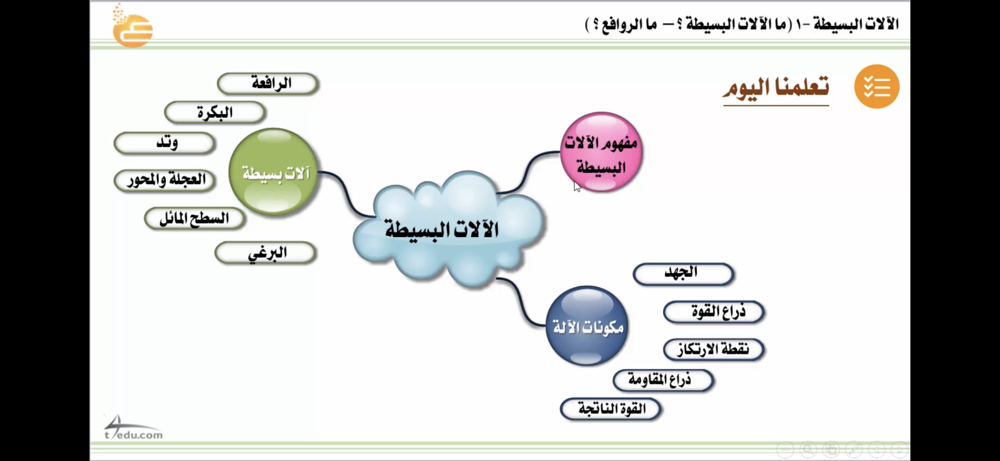 الآلات البسيطة -١ (ما الآلات البسيطة ؟ – ما الروافع ؟ )
تعلمنا اليوم
مفهوم الآلات
البسيطة
الآلات البسيطة
آلات بسيطة
الرافعة
البكرة
وتد
العجلة والمحور
السطح المائل
البرغي
مكونات الآلة
الجهد
ذراع القوة
نقطة الارتكاز
ذراع المقاومة
القوة الناتجة
t4edu.com